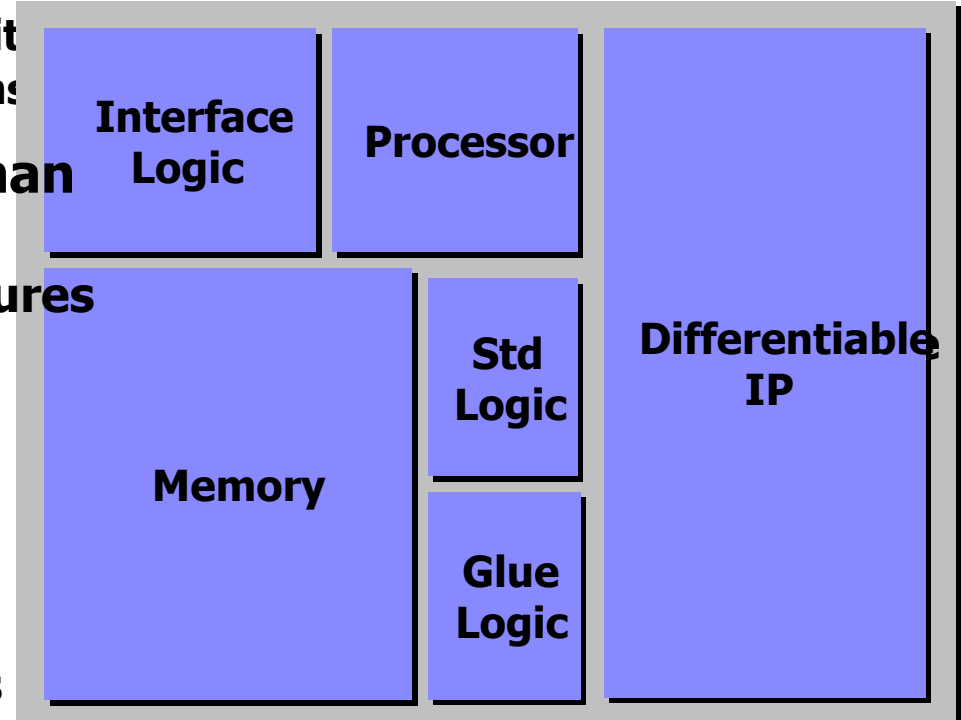 Interface
Logic
Processor
Differentiable
IP
Std
Logic
Memory
Glue
Logic